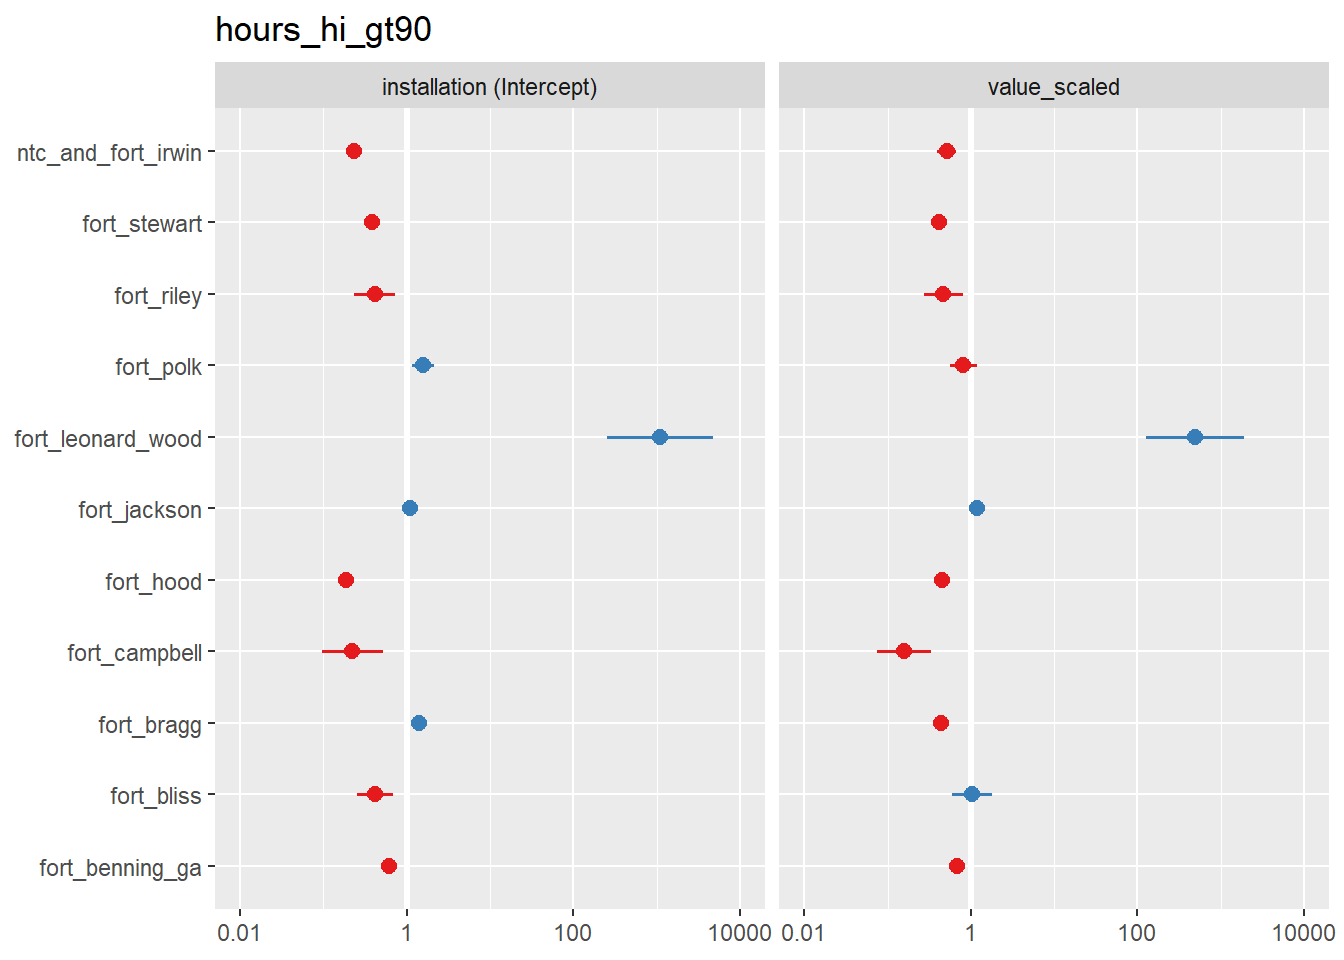 hours_hi_gt90
installation (Intercept)
value_scaled
ntc_and_fort_irwin
fort_stewart
fort_riley
fort_polk
fort_leonard_wood
fort_jackson
fort_hood
fort_campbell
fort_bragg
fort_bliss
fort_benning_ga
0.01 1 100 10000
0.01 1 100 10000